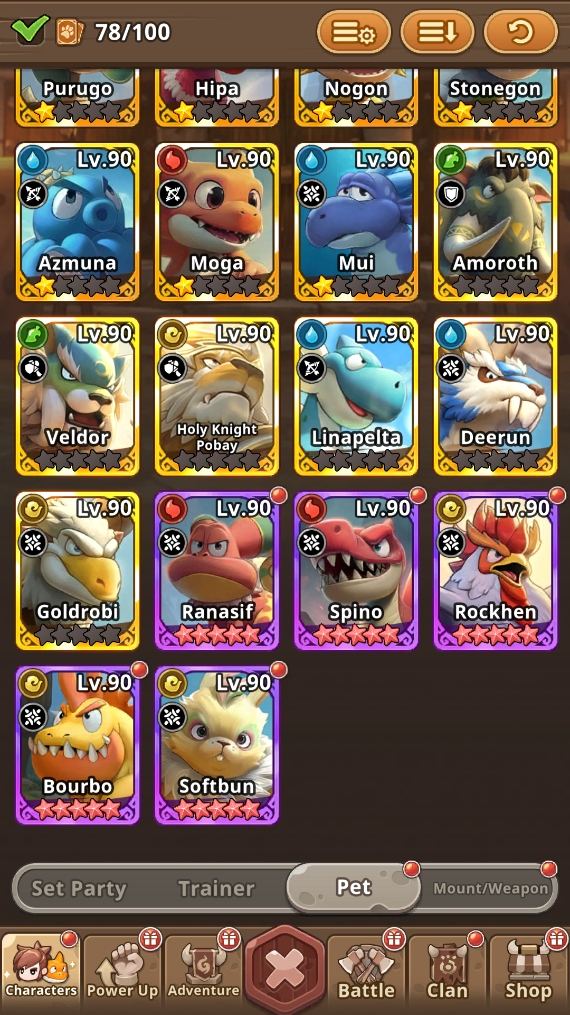 78/100
Purugo
Hipa
Nogon
Stonegon
Lv.90
Lv.90
Lv.90
Lv.90
Azmuna
Moga
Mui
Amoroth
Lv.90
Lv.90
Lv.90
Lv.90
Veldor
Holy Knight
Pobay
Linapelta
Deerun
Lv.90
Lv.90
Lv.90
Lv.90
Goldrobi
Ranasif
Spino
Rockhen
Lv.90
Lv.90
Bourbo
Softbun
Set Party
Trainer
Pet
Mount/Weapon
Characters
Power Up
Adventure
Battle
Clan
Shop